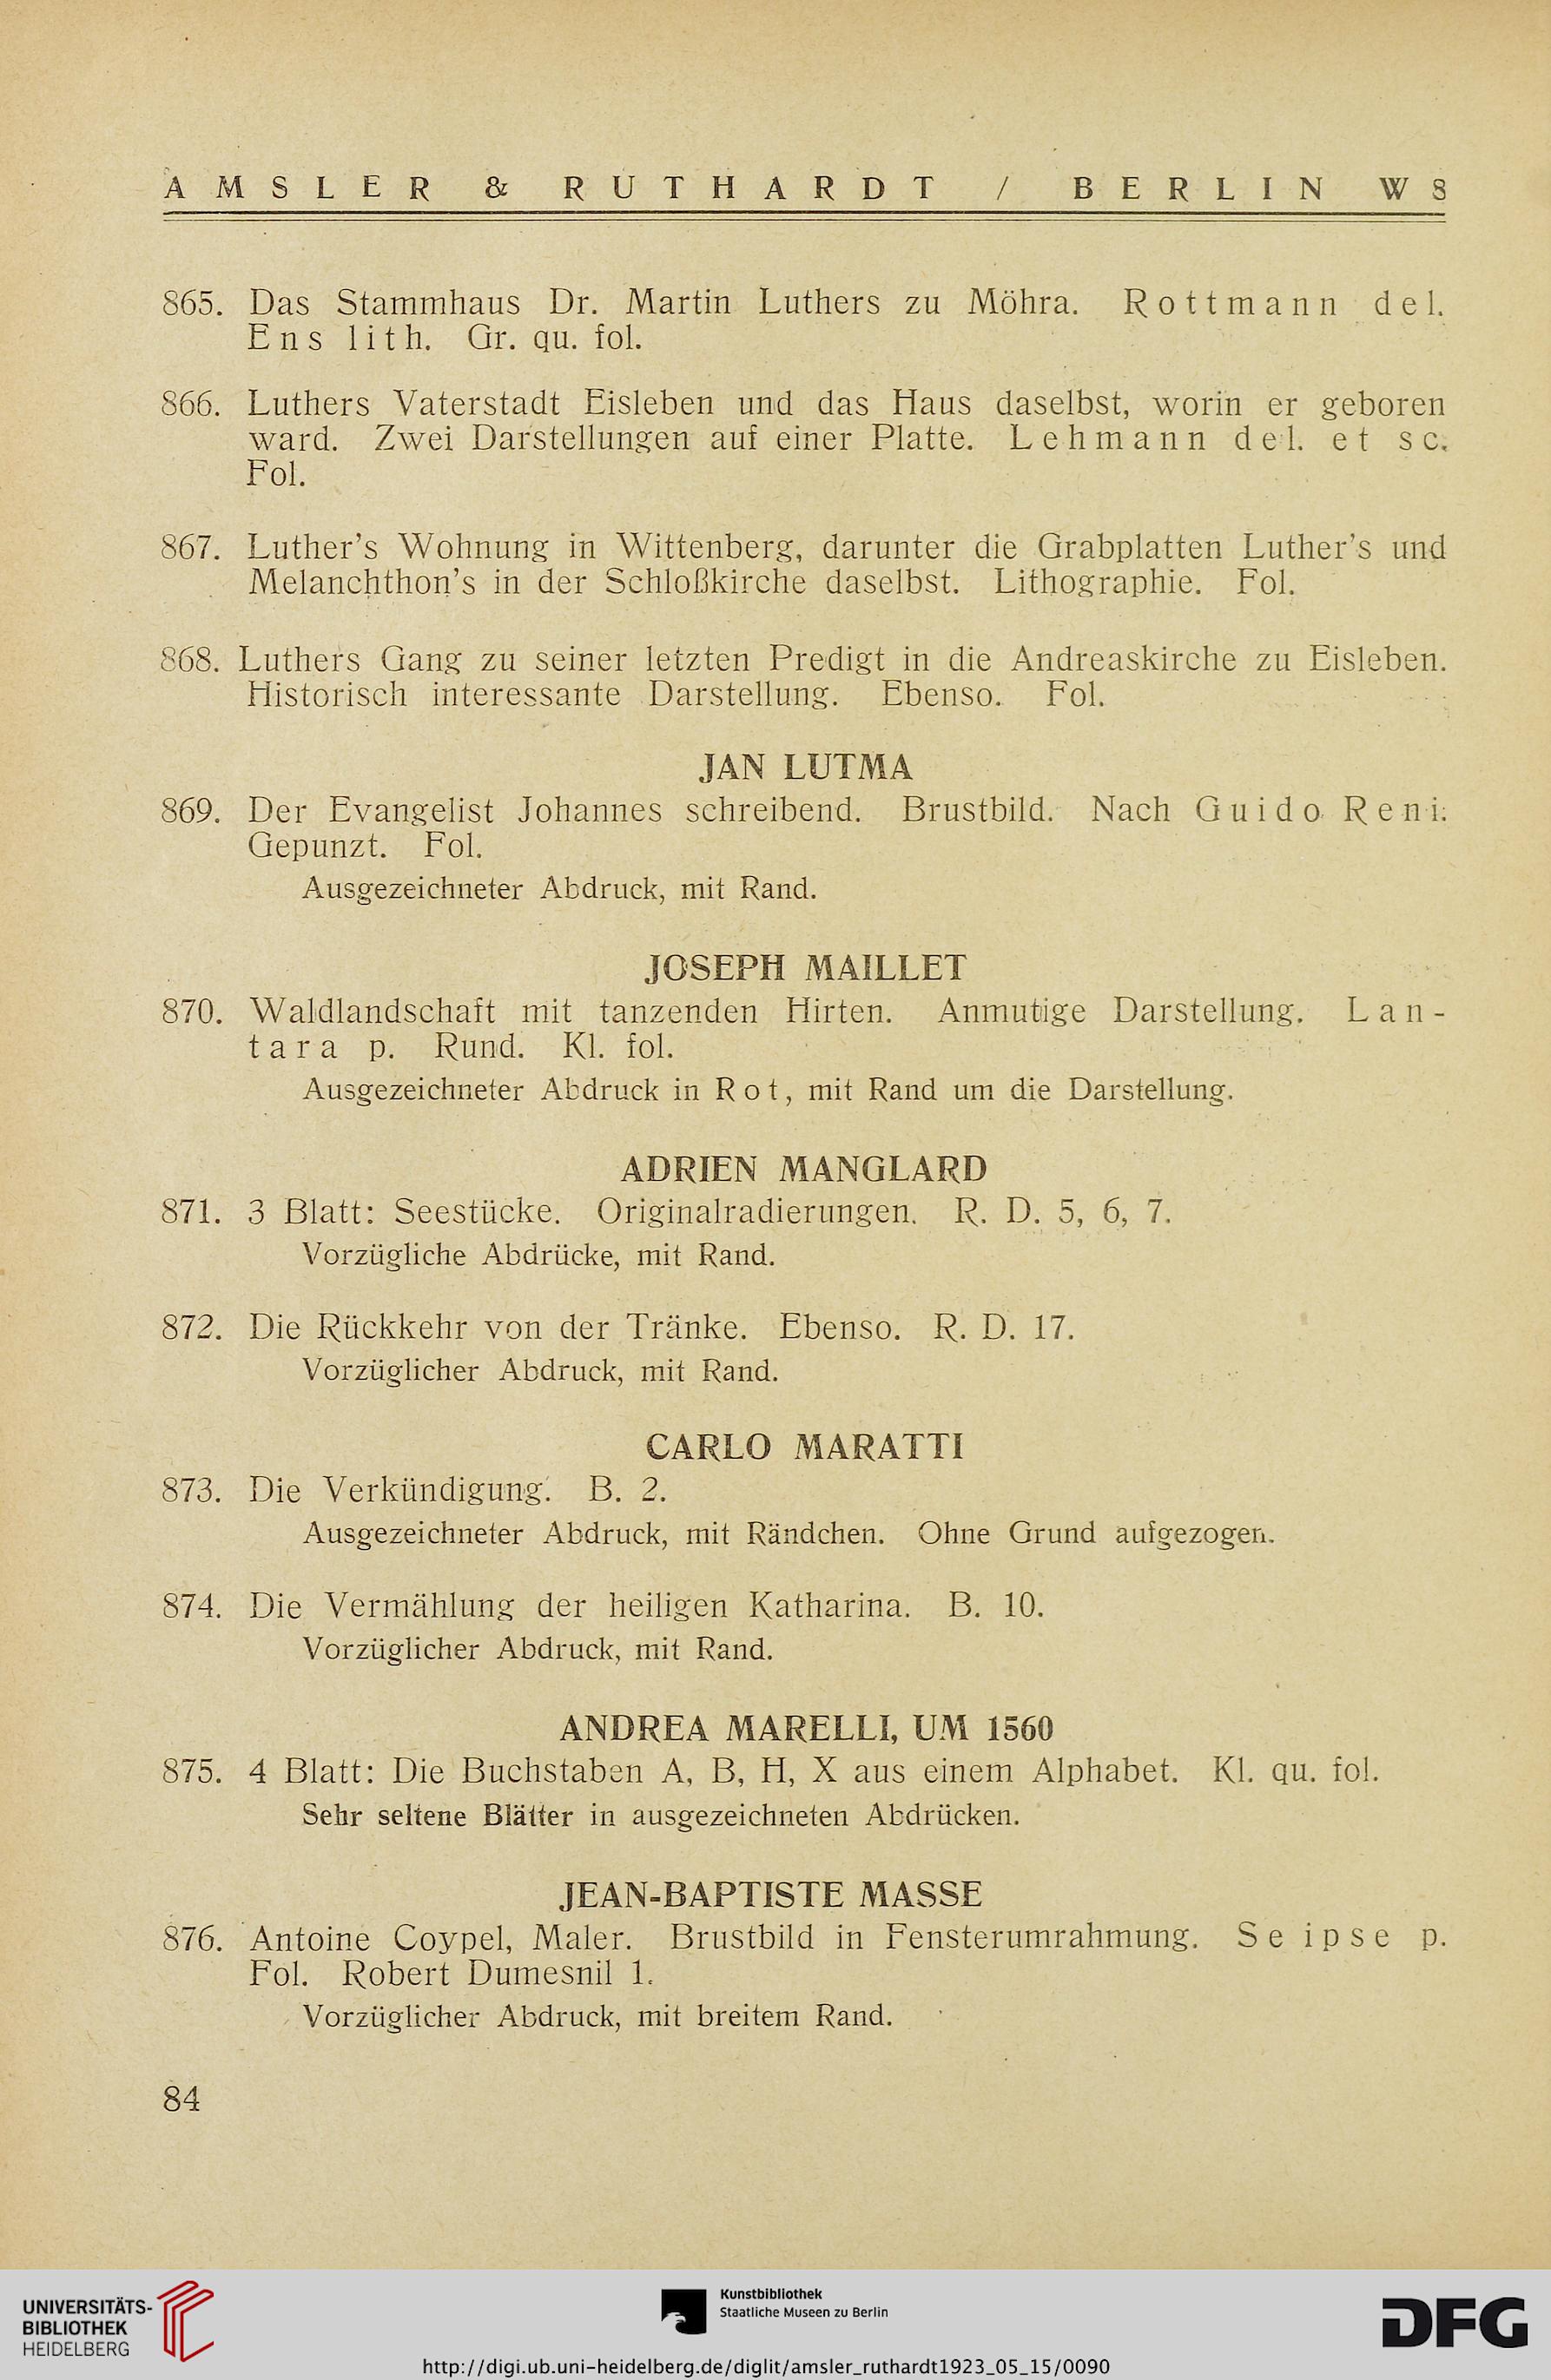 AMSLER & RUTHARDT / BERLIN W 8
865. Das Stammhaus Dr. Martin Luthers zu Möhra. Rottmann del.
Ens lith. Gr. qu. fol.
866. Luthers Vaterstadt Eisleben und das Haus daselbst, worin er geboren
ward. Zwei Darstellungen auf einer Platte. Lehmann del. et sc.
Fol.
867. Luther's Wohnung in Wittenberg, darunter die Grabplatten Luther's und
Melanchthon's in der Schloßkirche daselbst. Lithographie. Fol.
868. Luthers Gang zu seiner letzten Predigt in die Andreaskirche zu Eisleben.
Historisch interessante Darstellung. Ebenso. Fol.
JAN LUTMA
869. Der Evangelist Johannes schreibend. Brustbild. Nach Guido Reni.
Gepunzt. Fol.
Ausgezeichneter Abdruck, mit Rand.
JOSEPH MAILLET
870. Waldlandschaft mit tanzenden Hirten. Anmutige Darstellung. Lan-
tara p. Rund. Kl. fol.
Ausgezeichneter Abdruck in Rot, mit Rand um die Darstellung.
ADRIEN MANGLARD
871. 3 Blatt: Seestücke. Originalradierungen. R. D. 5, 6, 7.
Vorzügliche Abdrücke, mit Rand.
872. Die Rückkehr von der Tränke. Ebenso. R. D. 17.
Vorzüglicher Abdruck, mit Rand.
CARLO MARATTI
873. Die Verkündigung. B. 2.
Ausgezeichneter Abdruck, mit Rändchen. Ohne Grund aufgezogen.
874. Die Vermählung der heiligen Katharina. B. 10.
Vorzüglicher Abdruck, mit Rand.
ANDREA MARELLI, UM 1560
875. 4 Blatt: Die Buchstaben A, B, H, X aus einem Alphabet. Kl. qu. fol.
Sehr seltene Blätter in ausgezeichneten Abdrücken.
JEAN-BAPTISTE MASSE
876. Antoine Coypel, Maler. Brustbild in Fensterumrahmung. Se ipse p.
Fol. Robert Dumesnil 1.
Vorzüglicher Abdruck, mit breitem Rand.
84
UNIVERSITÄTS-
BIBLIOTHEK
HEIDELBERG
Kunstbibliothek
Staatliche Museen zu Berlin
DFG
http://digi.ub.uni-heidelberg.de/diglit/amsler_ruthardt1923_05_15/0090